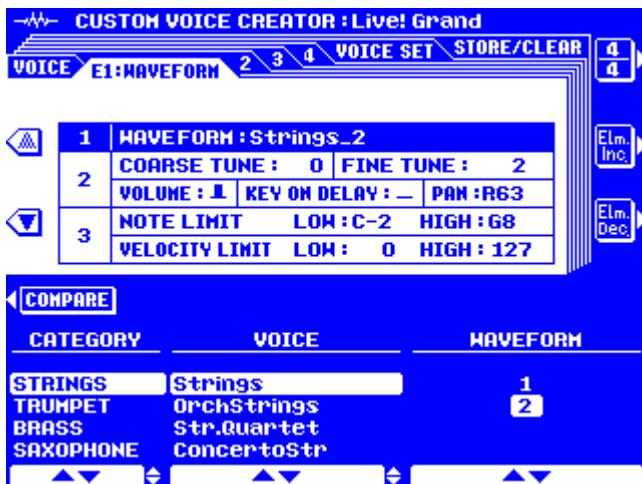 CUSTOM VOICE CREATOR : Live! Grand
VOICE E1:WAVEFORM 2 3 4 VOICE SET STORE/CLEAR
4
4
1 WAVEFORM : Strings_2
Elm. Inc.
2 COARSE TUNE : 0 FINE TUNE : 2
VOLUME : KEY ON DELAY : PAN : R63
3 NOTE LIMIT LOW : C-2 HIGH : G8
Elm. Dec.
VELOCITY LIMIT LOW : 0 HIGH : 127
COMPARE
CATEGORY VOICE WAVEFORM
STRINGS Strings 1
TRUMPET OrchStrings 2
BRASS Str.Quartet
SAXOPHONE ConcertoStr